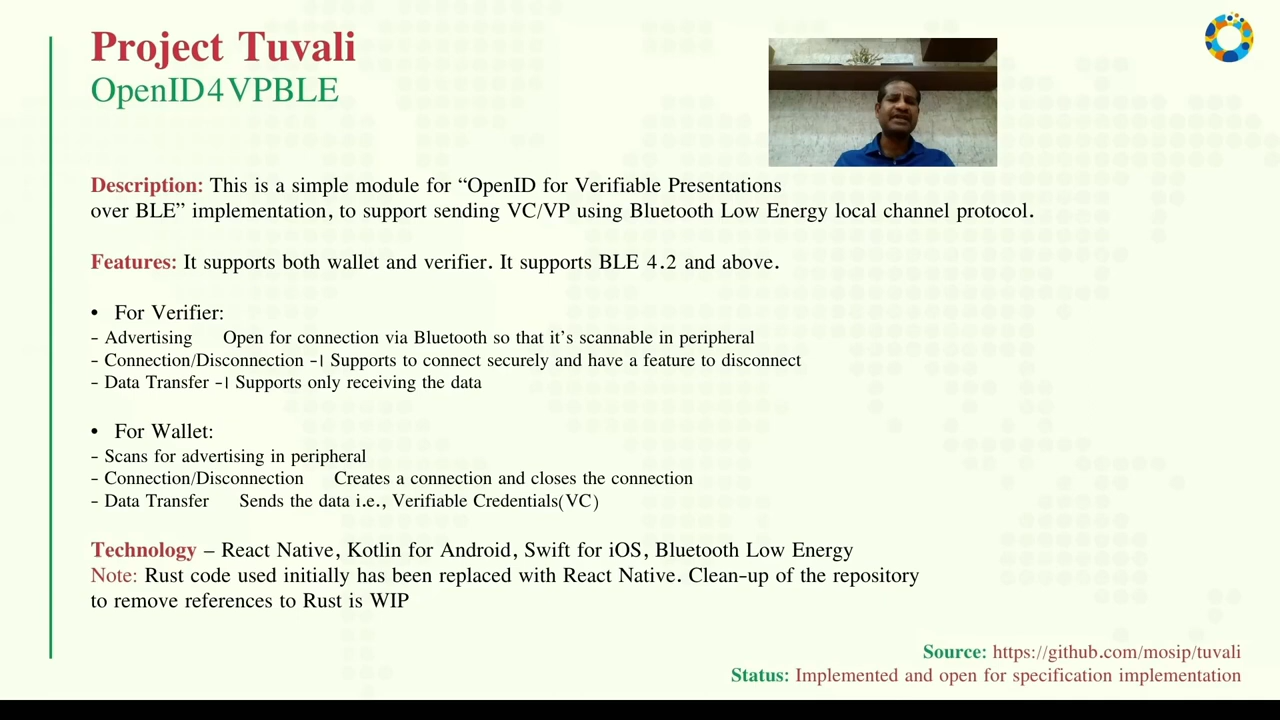 Project Tuvali
OpenID4VPBLE
Description: This is a simple module for “OpenID for Verifiable Presentations
over BLE” implementation, to support sending VC/VP using Bluetooth Low Energy local channel protocol.
Features: It supports both wallet and verifier. It supports BLE 4.2 and above.
• For Verifier:
– Advertising Open for connection via Bluetooth so that it’s scannable in peripheral
– Connection/Disconnection –| Supports to connect securely and have a feature to disconnect
– Data Transfer –| Supports only receiving the data
• For Wallet:
– Scans for advertising in peripheral
– Connection/Disconnection Creates a connection and closes the connection
– Data Transfer Sends the data i.e., Verifiable Credentials(VC)
Technology – React Native, Kotlin for Android, Swift for iOS, Bluetooth Low Energy
Note: Rust code used initially has been replaced with React Native. Clean-up of the repository
to remove references to Rust is WIP
Source: https://github.com/mosip/tuvali
Status: Implemented and open for specification implementation